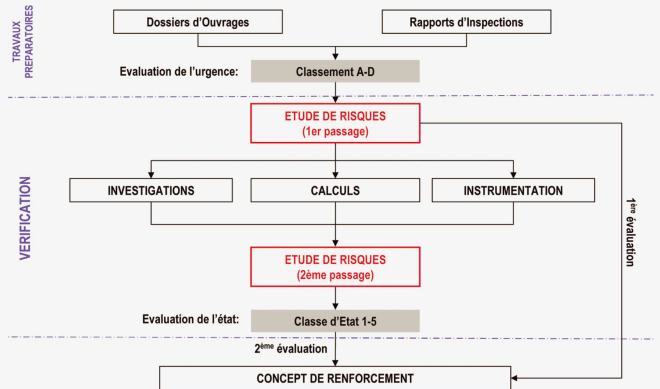 TRAVAUX
PREPARATOIRES
Dossiers d'Ouvrages
Rapports d'Inspections
Evaluation de l'urgence:
Classement A-D
VERIFICATION
ETUDE DE RISQUES
(1er passage)
INVESTIGATIONS
CALCULS
INSTRUMENTATION
1ère évaluation
ETUDE DE RISQUES
(2ème passage)
Evaluation de l'état:
Classe d'Etat 1-5
2ème évaluation
CONCEPT DE RENFORCEMENT